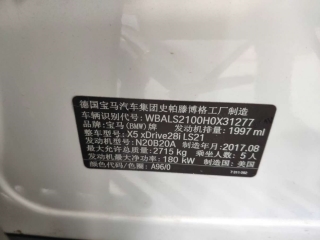 德国宝马汽车集团史帕滕博格工厂制造
车辆识别代号: WBALS2100H0X31277
品牌: 宝马(BMW)牌 发动机排量: 1997 ml
整车型号: X5 xDrive28i LS21
发动机型号: N20B20A 制造年月: 2017.08
最大允许总质量: 2715 kg 乘坐人数: 5人
发动机最大净功率: 180 kW 制造国: 美国
颜色代码/色圈: A96/0